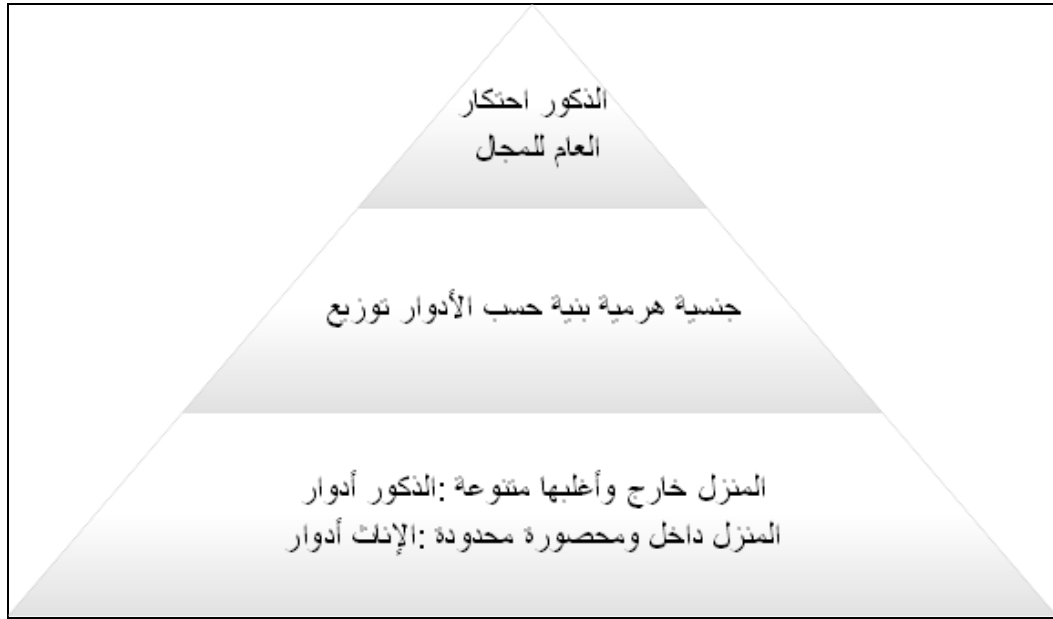 الذكور احتكار
العام للمجال
جنسية هرمية بنية حسب الأدوار توزيع
المنزل خارج وأغلبها متنوعة :الذكور أدوار
المنزل داخل ومحصورة محدودة :الإناث أدوار